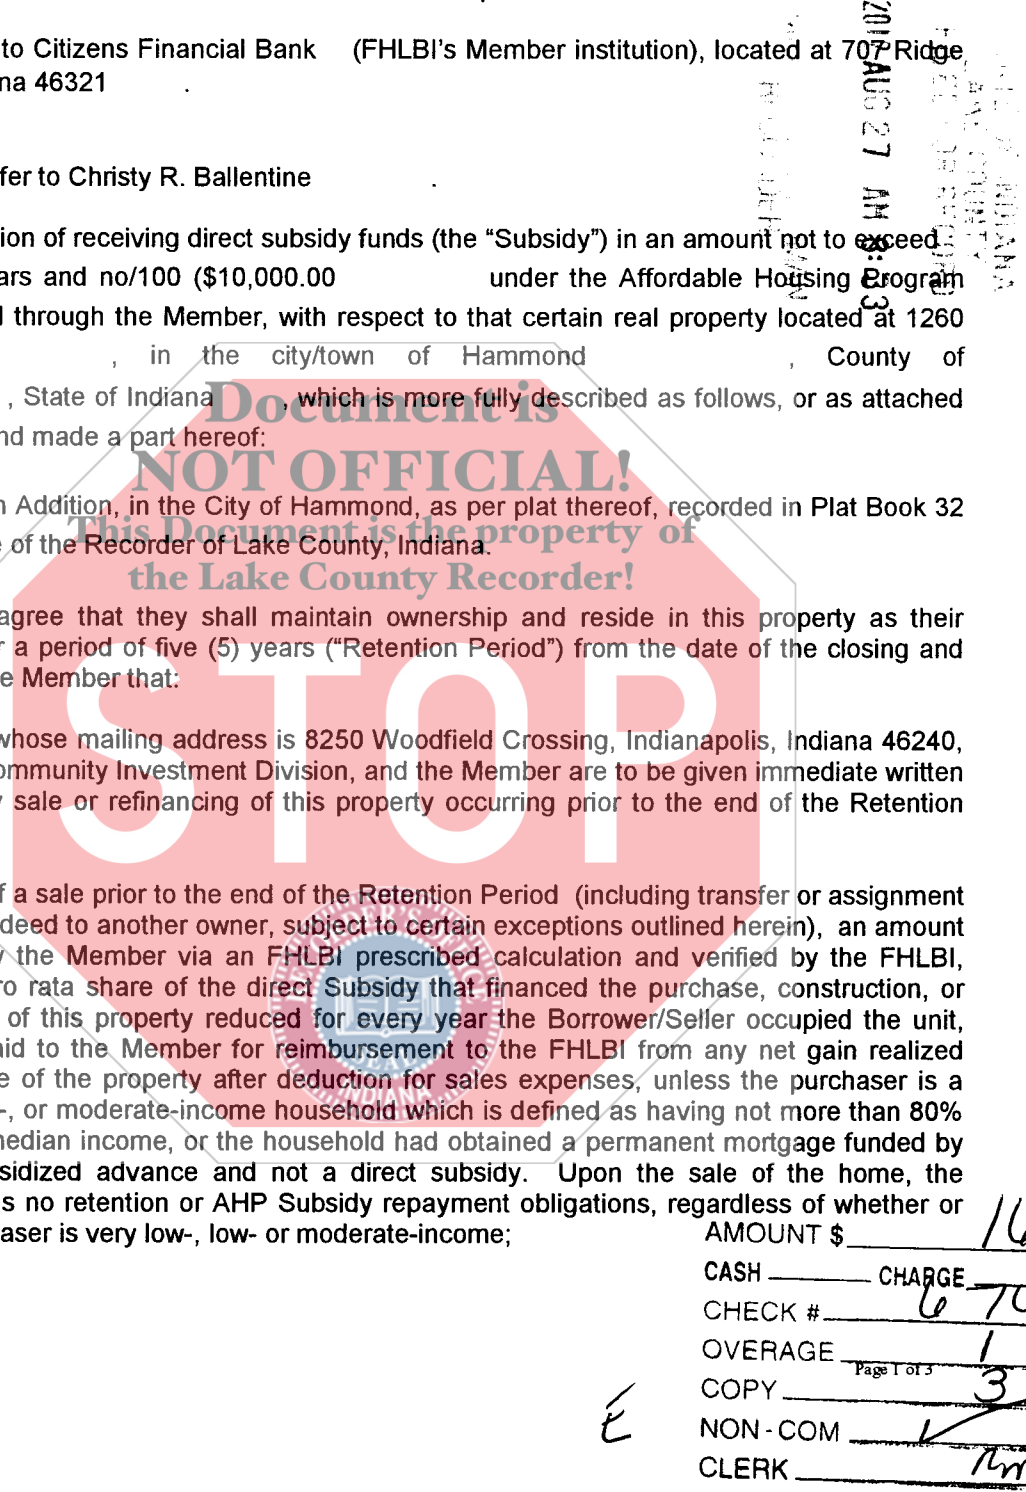 to Citizens Financial Bank (FHLBI's Member institution), located at 707 Ridge
na 46321 .
fer to Christy R. Ballentine .
ion of receiving direct subsidy funds (the “Subsidy”) in an amount not to exceed
ars and no/100 ($10,000.00 under the Affordable Housing Program
l through the Member, with respect to that certain real property located at 1260
, in the city/town of Hammond , County of
, State of Indiana , which is more fully described as follows, or as attached
nd made a part hereof:
n Addition, in the City of Hammond, as per plat thereof, recorded in Plat Book 32
e of the Recorder of Lake County, Indiana.
agree that they shall maintain ownership and reside in this property as their
r a period of five (5) years (“Retention Period”) from the date of the closing and
e Member that:
whose mailing address is 8250 Woodfield Crossing, Indianapolis, Indiana 46240,
ommunity Investment Division, and the Member are to be given immediate written
y sale or refinancing of this property occurring prior to the end of the Retention
f a sale prior to the end of the Retention Period (including transfer or assignment
deed to another owner, subject to certain exceptions outlined herein), an amount
y the Member via an FHLBI prescribed calculation and verified by the FHLBI,
ro rata share of the direct Subsidy that financed the purchase, construction, or
of this property reduced for every year the Borrower/Seller occupied the unit,
aid to the Member for reimbursement to the FHLBI from any net gain realized
e of the property after deduction for sales expenses, unless the purchaser is a
-, or moderate-income household which is defined as having not more than 80%
nedian income, or the household had obtained a permanent mortgage funded by
sidized advance and not a direct subsidy. Upon the sale of the home, the
s no retention or AHP Subsidy repayment obligations, regardless of whether or
aser is very low-, low- or moderate-income;
Document is
NOT OFFICIAL!
This Document is the property of
the Lake County Recorder!
STOP
RECORDER'S OFFICE
SEAL
INDIANA
AUG 27 AM
AMOUNT $ 16
CASH CHARGE
CHECK # 670
OVERAGE 1
Page 1 of 3
COPY 3
NON-COM ✓
CLERK
E